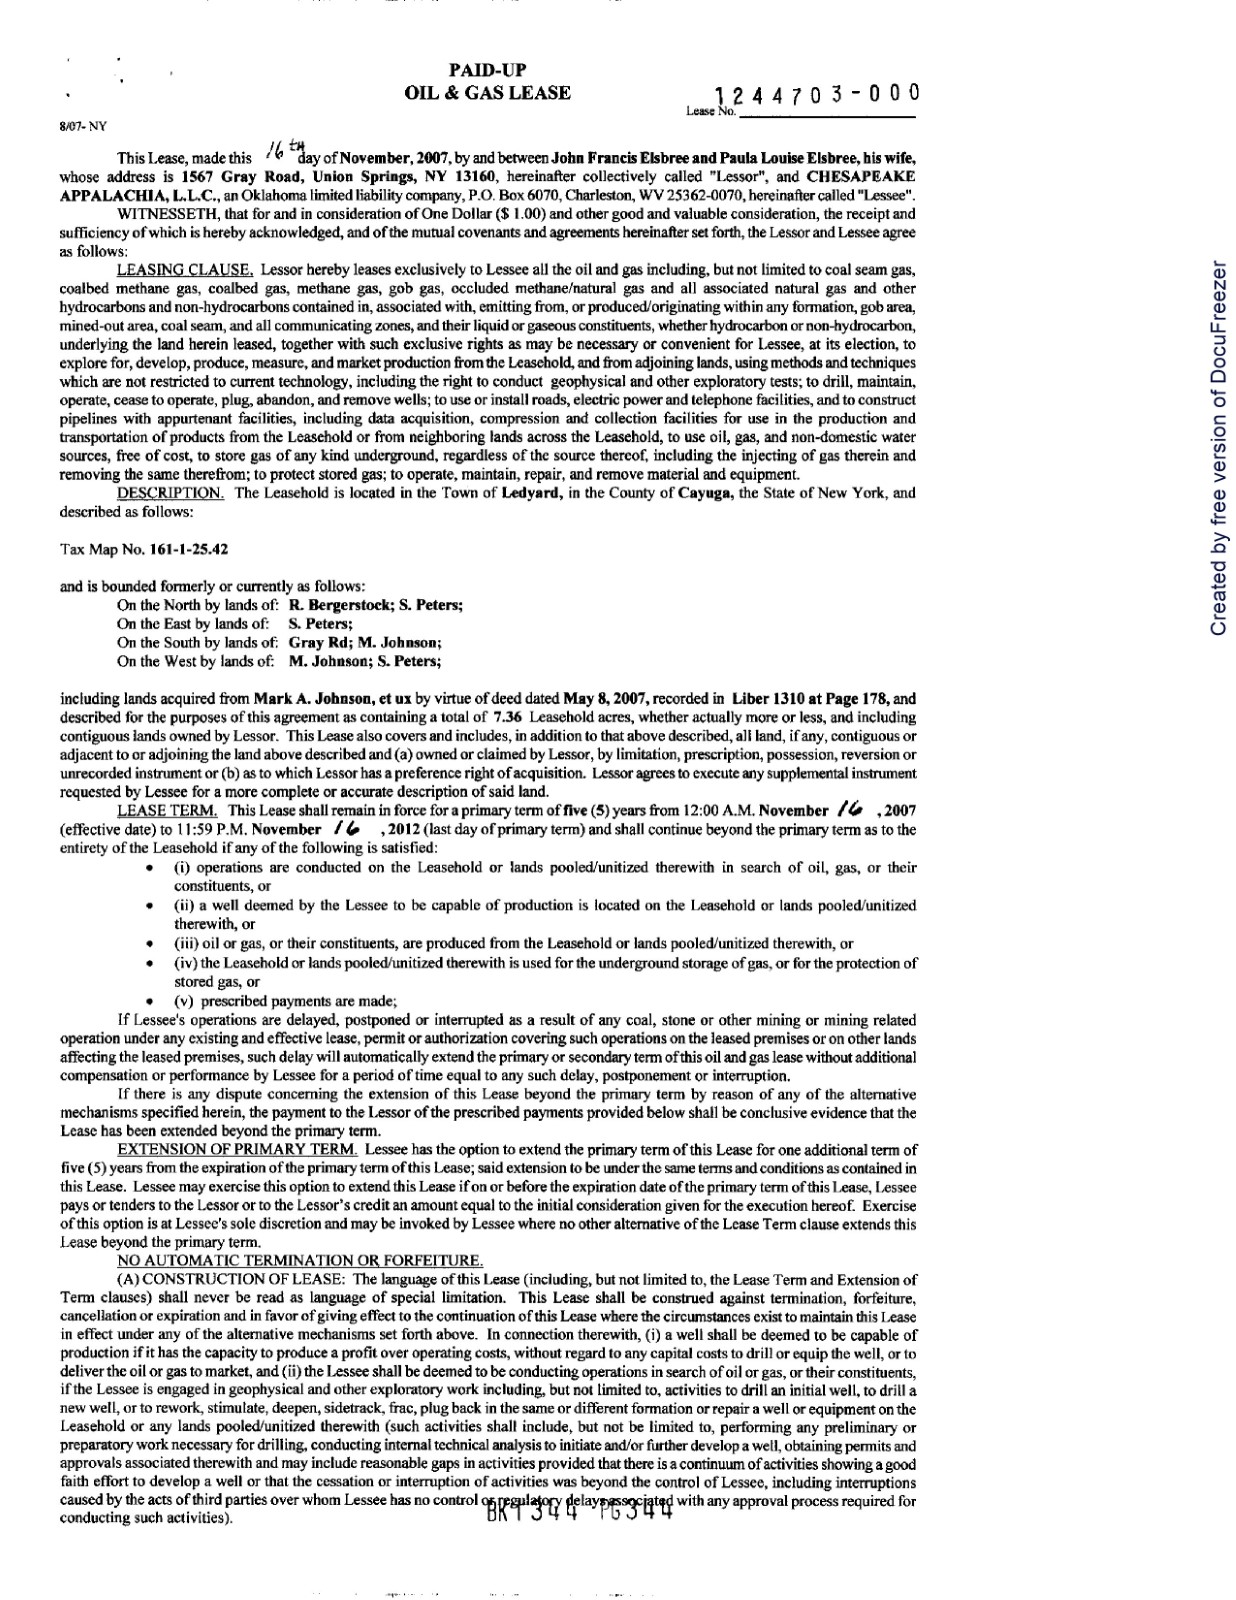 PAID-UP
OIL & GAS LEASE
1244703-000
Lease No.
8/07- NY
This Lease, made this 16th day of November, 2007, by and between John Francis Elsbree and Paula Louise Elsbree, his wife,
whose address is 1567 Gray Road, Union Springs, NY 13160, hereinafter collectively called "Lessor", and CHESAPEAKE
APPALACHIA, L.L.C., an Oklahoma limited liability company, P.O. Box 6070, Charleston, WV 25362-0070, hereinafter called "Lessee".
WITNESSETH, that for and in consideration of One Dollar ($ 1.00) and other good and valuable consideration, the receipt and
sufficiency of which is hereby acknowledged, and of the mutual covenants and agreements hereinafter set forth, the Lessor and Lessee agree
as follows:
LEASING CLAUSE. Lessor hereby leases exclusively to Lessee all the oil and gas including, but not limited to coal seam gas,
coalbed methane gas, coalbed gas, methane gas, gob gas, occluded methane/natural gas and all associated natural gas and other
hydrocarbons and non-hydrocarbons contained in, associated with, emitting from, or produced/originating within any formation, gob area,
mined-out area, coal seam, and all communicating zones, and their liquid or gaseous constituents, whether hydrocarbon or non-hydrocarbon,
underlying the land herein leased, together with such exclusive rights as may be necessary or convenient for Lessee, at its election, to
explore for, develop, produce, measure, and market production from the Leasehold, and from adjoining lands, using methods and techniques
which are not restricted to current technology, including the right to conduct geophysical and other exploratory tests; to drill, maintain,
operate, cease to operate, plug, abandon, and remove wells; to use or install roads, electric power and telephone facilities, and to construct
pipelines with appurtenant facilities, including data acquisition, compression and collection facilities for use in the production and
transportation of products from the Leasehold or from neighboring lands across the Leasehold, to use oil, gas, and non-domestic water
sources, free of cost, to store gas of any kind underground, regardless of the source thereof, including the injecting of gas therein and
removing the same therefrom; to protect stored gas; to operate, maintain, repair, and remove material and equipment.
DESCRIPTION. The Leasehold is located in the Town of Ledyard, in the County of Cayuga, the State of New York, and
described as follows:
Tax Map No. 161-1-25.42
and is bounded formerly or currently as follows:
On the North by lands of: R. Bergerstock; S. Peters;
On the East by lands of: S. Peters;
On the South by lands of: Gray Rd; M. Johnson;
On the West by lands of: M. Johnson; S. Peters;
including lands acquired from Mark A. Johnson, et ux by virtue of deed dated May 8, 2007, recorded in Liber 1310 at Page 178, and
described for the purposes of this agreement as containing a total of 7.36 Leasehold acres, whether actually more or less, and including
contiguous lands owned by Lessor. This Lease also covers and includes, in addition to that above described, all land, if any, contiguous or
adjacent to or adjoining the land above described and (a) owned or claimed by Lessor, by limitation, prescription, possession, reversion or
unrecorded instrument or (b) as to which Lessor has a preference right of acquisition. Lessor agrees to execute any supplemental instrument
requested by Lessee for a more complete or accurate description of said land.
LEASE TERM. This Lease shall remain in force for a primary term of five (5) years from 12:00 A.M. November 16 , 2007
(effective date) to 11:59 P.M. November 16 , 2012 (last day of primary term) and shall continue beyond the primary term as to the
entirety of the Leasehold if any of the following is satisfied:
• (i) operations are conducted on the Leasehold or lands pooled/unitized therewith in search of oil, gas, or their
constituents, or
• (ii) a well deemed by the Lessee to be capable of production is located on the Leasehold or lands pooled/unitized
therewith, or
• (iii) oil or gas, or their constituents, are produced from the Leasehold or lands pooled/unitized therewith, or
• (iv) the Leasehold or lands pooled/unitized therewith is used for the underground storage of gas, or for the protection of
stored gas, or
• (v) prescribed payments are made;
If Lessee's operations are delayed, postponed or interrupted as a result of any coal, stone or other mining or mining related
operation under any existing and effective lease, permit or authorization covering such operations on the leased premises or on other lands
affecting the leased premises, such delay will automatically extend the primary or secondary term of this oil and gas lease without additional
compensation or performance by Lessee for a period of time equal to any such delay, postponement or interruption.
If there is any dispute concerning the extension of this Lease beyond the primary term by reason of any of the alternative
mechanisms specified herein, the payment to the Lessor of the prescribed payments provided below shall be conclusive evidence that the
Lease has been extended beyond the primary term.
EXTENSION OF PRIMARY TERM. Lessee has the option to extend the primary term of this Lease for one additional term of
five (5) years from the expiration of the primary term of this Lease; said extension to be under the same terms and conditions as contained in
this Lease. Lessee may exercise this option to extend this Lease if on or before the expiration date of the primary term of this Lease, Lessee
pays or tenders to the Lessor or to the Lessor's credit an amount equal to the initial consideration given for the execution hereof. Exercise
of this option is at Lessee's sole discretion and may be invoked by Lessee where no other alternative of the Lease Term clause extends this
Lease beyond the primary term.
NO AUTOMATIC TERMINATION OR FORFEITURE.
(A) CONSTRUCTION OF LEASE: The language of this Lease (including, but not limited to, the Lease Term and Extension of
Term clauses) shall never be read as language of special limitation. This Lease shall be construed against termination, forfeiture,
cancellation or expiration and in favor of giving effect to the continuation of this Lease where the circumstances exist to maintain this Lease
in effect under any of the alternative mechanisms set forth above. In connection therewith, (i) a well shall be deemed to be capable of
production if it has the capacity to produce a profit over operating costs, without regard to any capital costs to drill or equip the well, or to
deliver the oil or gas to market, and (ii) the Lessee shall be deemed to be conducting operations in search of oil or gas, or their constituents,
if the Lessee is engaged in geophysical and other exploratory work including, but not limited to, activities to drill an initial well, to drill a
new well, or to rework, stimulate, deepen, sidetrack, frac, plug back in the same or different formation or repair a well or equipment on the
Leasehold or any lands pooled/unitized therewith (such activities shall include, but not be limited to, performing any preliminary or
preparatory work necessary for drilling, conducting internal technical analysis to initiate and/or further develop a well, obtaining permits and
approvals associated therewith and may include reasonable gaps in activities provided that there is a continuum of activities showing a good
faith effort to develop a well or that the cessation or interruption of activities was beyond the control of Lessee, including interruptions
caused by the acts of third parties over whom Lessee has no control or regulatory delays associated with any approval process required for
conducting such activities).
BK1344 PG344
Created by free version of DocuFreezer